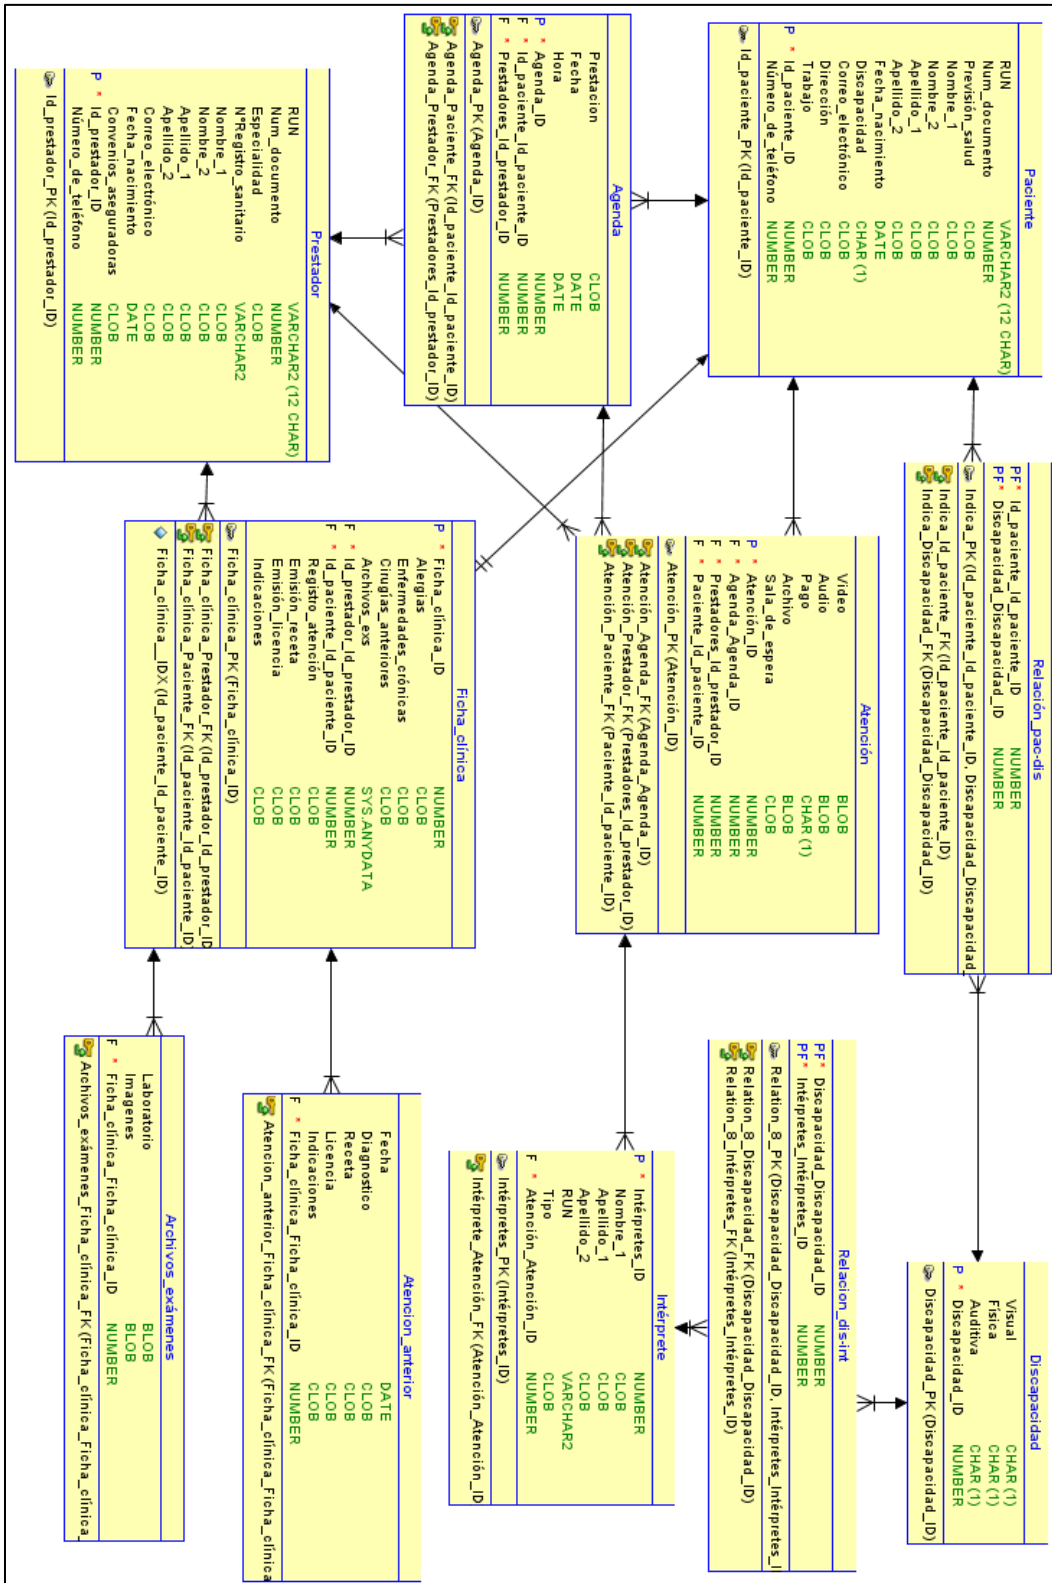 Paciente
RUN VARCHAR2 (12 CHAR)
Num_documento NUMBER
Previsión_salud CLOB
Nombre_1 CLOB
Nombre_2 CLOB
Apellido_1 CLOB
Apellido_2 CLOB
Fecha_nacimiento DATE
Discapacidad CHAR (1)
Correo_electrónico CLOB
Dirección CLOB
Trabajo CLOB
P * Id_paciente_ID NUMBER
Número_de_teléfono NUMBER
Id_paciente_PK (Id_paciente_ID)
Relación_pac-dis
PF* Id_paciente_Id_paciente_ID NUMBER
PF* Discapacidad_Discapacidad_ID NUMBER
Indica_PK (Id_paciente_Id_paciente_ID, Discapacidad_Discapacidad_
Indica_Id_paciente_FK (Id_paciente_Id_paciente_ID)
Indica_Discapacidad_FK (Discapacidad_Discapacidad_ID)
Discapacidad
Visual CHAR (1)
Física CHAR (1)
Auditiva CHAR (1)
P * Discapacidad_ID NUMBER
Discapacidad_PK (Discapacidad_ID)
Agenda
Prestacion CLOB
Fecha DATE
Hora DATE
P * Agenda_ID NUMBER
F * Id_paciente_Id_paciente_ID NUMBER
F * Prestadores_Id_prestador_ID NUMBER
Agenda_PK (Agenda_ID)
Agenda_Paciente_FK (Id_paciente_Id_paciente_ID)
Agenda_Prestador_FK (Prestadores_Id_prestador_ID)
Atención
Video BLOB
Audio BLOB
Pago CHAR (1)
Archivo BLOB
Sala_de_espera CLOB
P * Atención_ID NUMBER
F * Agenda_Agenda_ID NUMBER
F * Prestadores_Id_prestador_ID NUMBER
F * Paciente_Id_paciente_ID NUMBER
Atención_PK (Atención_ID)
Atención_Agenda_FK (Agenda_Agenda_ID)
Atención_Prestador_FK (Prestadores_Id_prestador_ID)
Atención_Paciente_FK (Paciente_Id_paciente_ID)
Relacion_dis-int
PF* Discapacidad_Discapacidad_ID NUMBER
PF* Intérpretes_Intérpretes_ID NUMBER
Relation_8_PK (Discapacidad_Discapacidad_ID, Intérpretes_Intérpretes_I
Relation_8_Discapacidad_FK (Discapacidad_Discapacidad_ID)
Relation_8_Intérpretes_FK (Intérpretes_Intérpretes_ID)
Intérprete
P * Intérpretes_ID NUMBER
Nombre_1 CLOB
Apellido_1 CLOB
Apellido_2 CLOB
RUN VARCHAR2
Tipo CLOB
F * Atención_Atención_ID NUMBER
Intérpretes_PK (Intérpretes_ID)
Intérprete_Atención_FK (Atención_Atención_ID)
Prestador
RUN VARCHAR2 (12 CHAR)
Num_documento NUMBER
Especialidad CLOB
N°Registro_sanitario VARCHAR2
Nombre_1 CLOB
Nombre_2 CLOB
Apellido_1 CLOB
Apellido_2 CLOB
Correo_electrónico CLOB
Fecha_nacimiento DATE
Convenios_aseguradoras CLOB
P * Id_prestador_ID NUMBER
Número_de_teléfono NUMBER
Id_prestador_PK (Id_prestador_ID)
Ficha_clínica
P * Ficha_clínica_ID NUMBER
Alergias CLOB
Enfermedades_crónicas CLOB
Cirugias_anteriores CLOB
Archivos_exs SYS.ANYDATA
F * Id_prestador_Id_prestador_ID NUMBER
F * Id_paciente_Id_paciente_ID NUMBER
Registro_atención CLOB
Emisión_receta CLOB
Emisión_licencia CLOB
Indicaciones CLOB
Ficha_clínica_PK (Ficha_clínica_ID)
Ficha_clínica_Prestador_FK (Id_prestador_Id_prestador_ID
Ficha_clínica_Paciente_FK (Id_paciente_Id_paciente_ID)
Ficha_clínica__IDX (Id_paciente_Id_paciente_ID)
Atencion_anterior
Fecha DATE
Diagnostico CLOB
Receta CLOB
Licencia CLOB
Indicaciones CLOB
F * Ficha_clínica_Ficha_clínica_ID NUMBER
Atencion_anterior_Ficha_clínica_FK (Ficha_clínica_Ficha_clínica
Archivos_exámenes
Laboratorio BLOB
Imagenes BLOB
F * Ficha_clínica_Ficha_clínica_ID NUMBER
Archivos_exámenes_Ficha_clínica_FK (Ficha_clínica_Ficha_clínica_